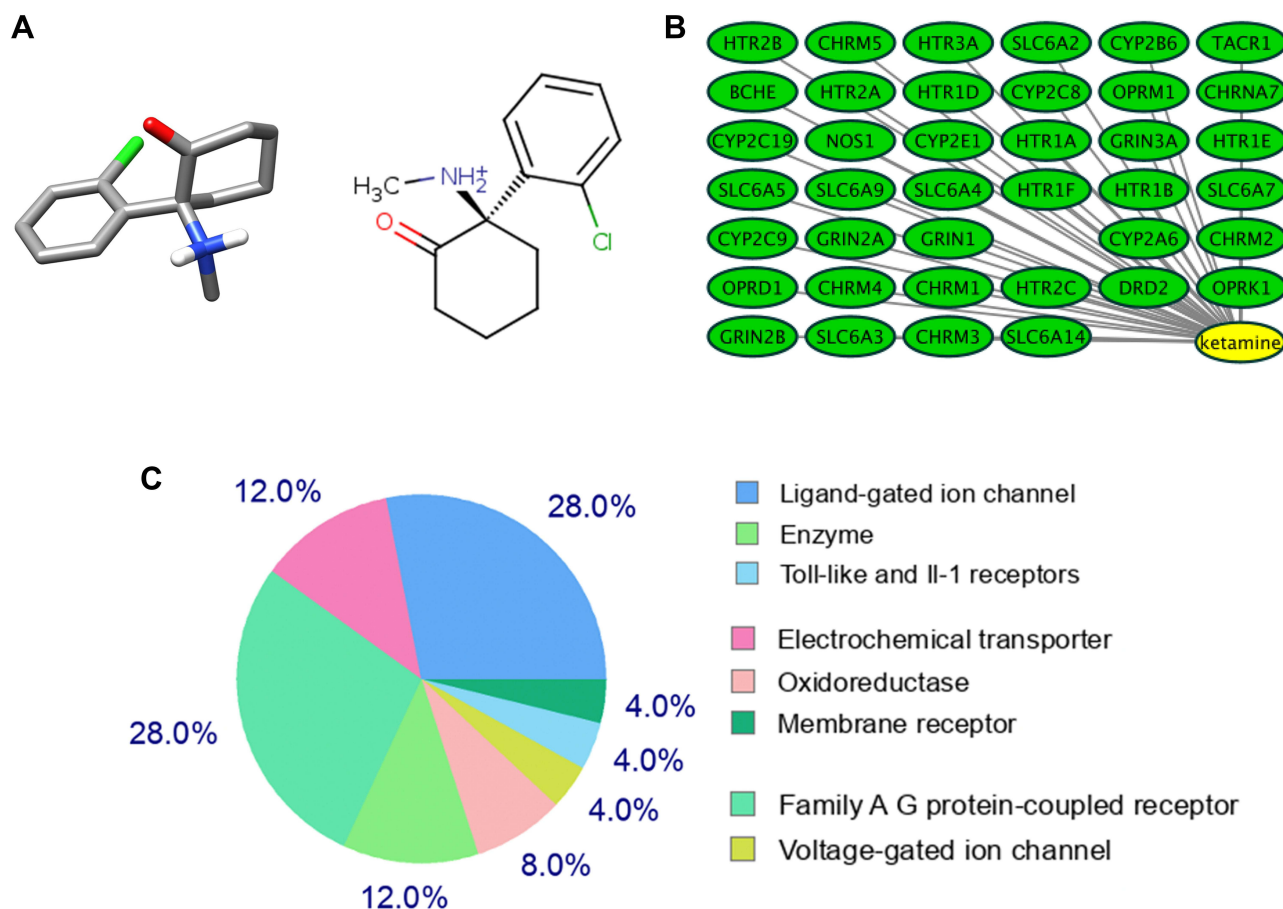 A
H₃C
NH₂⁺
O
Cl
B
HTR2B CHRM5 HTR3A SLC6A2 CYP2B6 TACR1
BCHE HTR2A HTR1D CYP2C8 OPRM1 CHRNA7
CYP2C19 NOS1 CYP2E1 HTR1A GRIN3A HTR1E
SLC6A5 SLC6A9 SLC6A4 HTR1F HTR1B SLC6A7
CYP2C9 GRIN2A GRIN1 CYP2A6 CHRM2
OPRD1 CHRM4 CHRM1 HTR2C DRD2 OPRK1
GRIN2B SLC6A3 CHRM3 SLC6A14 ketamine
C
12.0%
28.0%
28.0%
12.0%
8.0%
4.0%
4.0%
4.0%
Ligand-gated ion channel
Enzyme
Toll-like and Il-1 receptors
Electrochemical transporter
Oxidoreductase
Membrane receptor
Family A G protein-coupled receptor
Voltage-gated ion channel